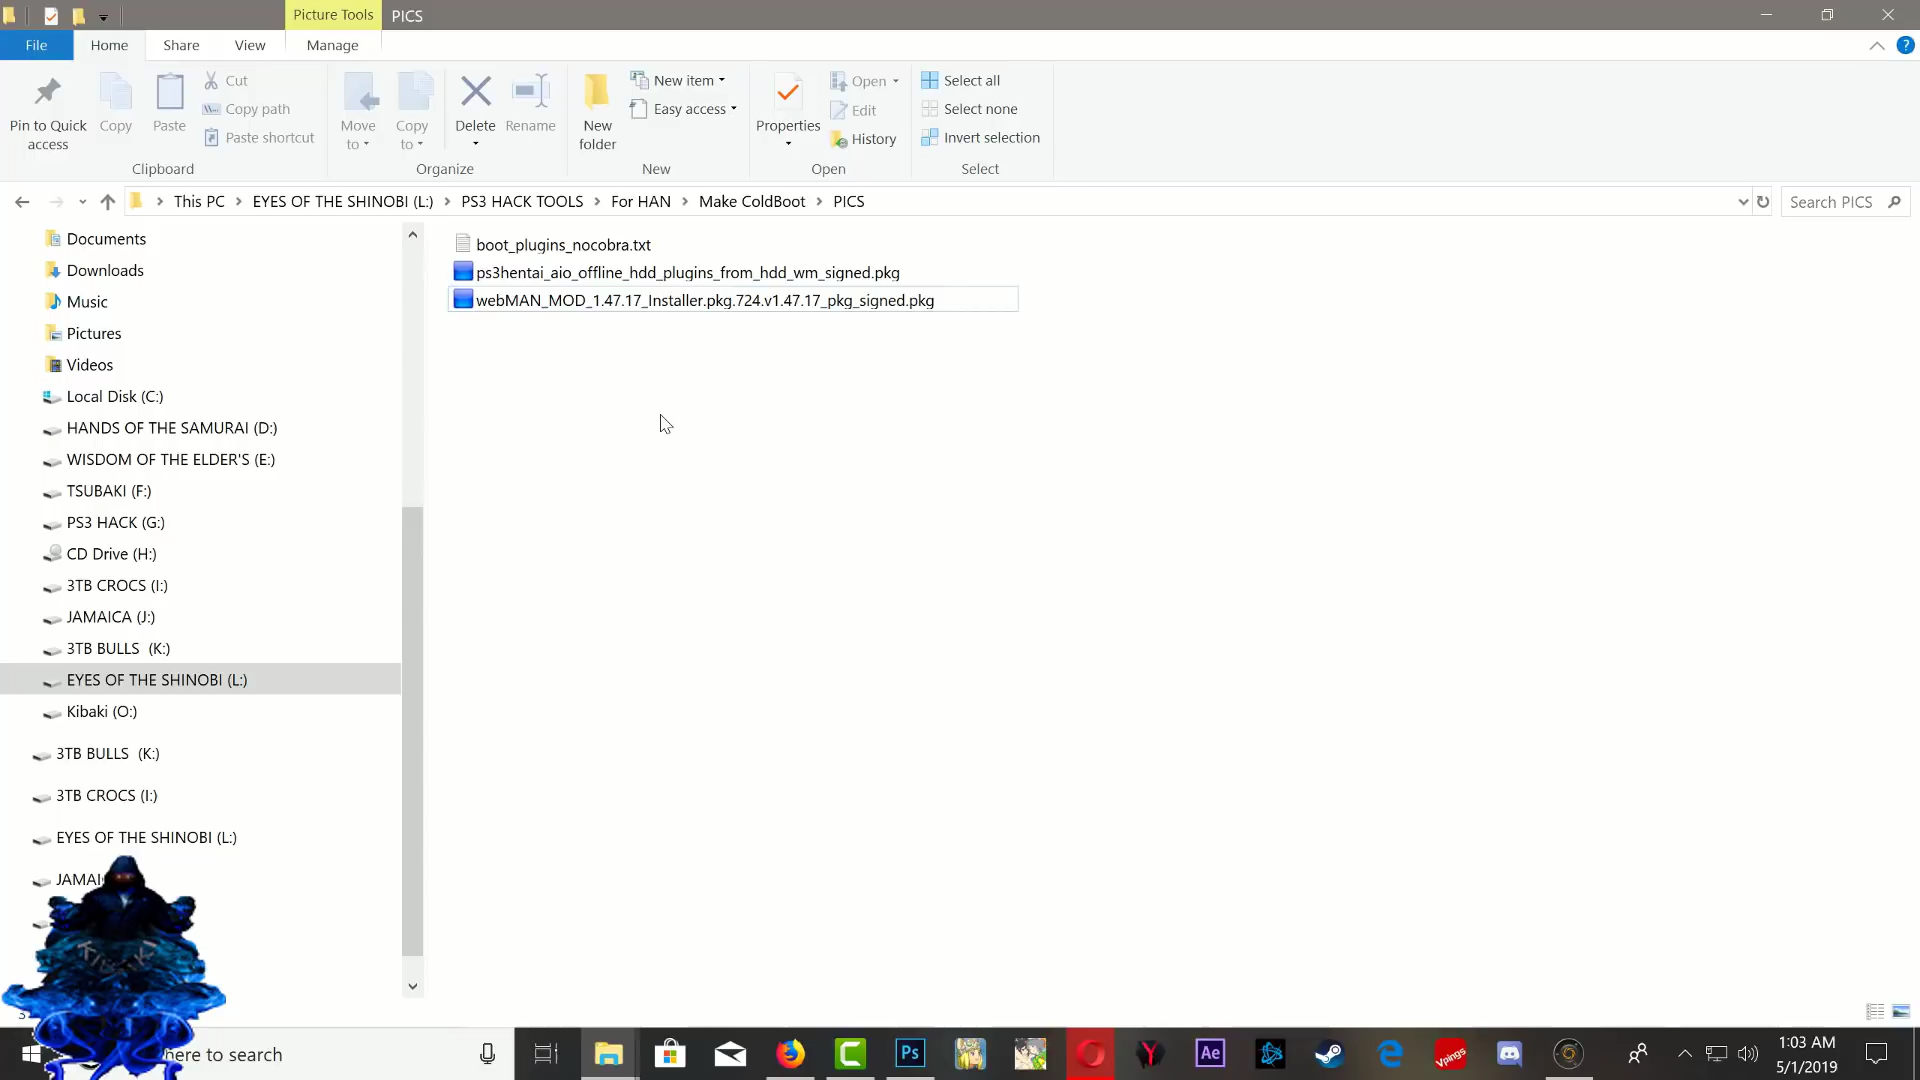 Picture Tools PICS
File Home Share View Manage
Pin to Quick access
Copy
Paste
Cut
Copy path
Paste shortcut
Clipboard
Move to
Copy to
Delete
Rename
Organize
New folder
New item
Easy access
New
Properties
Open
Edit
History
Open
Select all
Select none
Invert selection
Select
This PC EYES OF THE SHINOBI (L:) PS3 HACK TOOLS For HAN Make ColdBoot PICS
Search PICS
Documents
Downloads
Music
Pictures
Videos
Local Disk (C:)
HANDS OF THE SAMURAI (D:)
WISDOM OF THE ELDER'S (E:)
TSUBAKI (F:)
PS3 HACK (G:)
CD Drive (H:)
3TB CROCS (I:)
JAMAICA (J:)
3TB BULLS (K:)
EYES OF THE SHINOBI (L:)
Kibaki (O:)
3TB BULLS (K:)
3TB CROCS (I:)
EYES OF THE SHINOBI (L:)
boot_plugins_nocobra.txt
ps3hentai_aio_offline_hdd_plugins_from_hdd_wm_signed.pkg
webMAN_MOD_1.47.17_Installer.pkg.724.v1.47.17_pkg_signed.pkg
here to search
Ps
Ae
Vpings
1:03 AM
5/1/2019